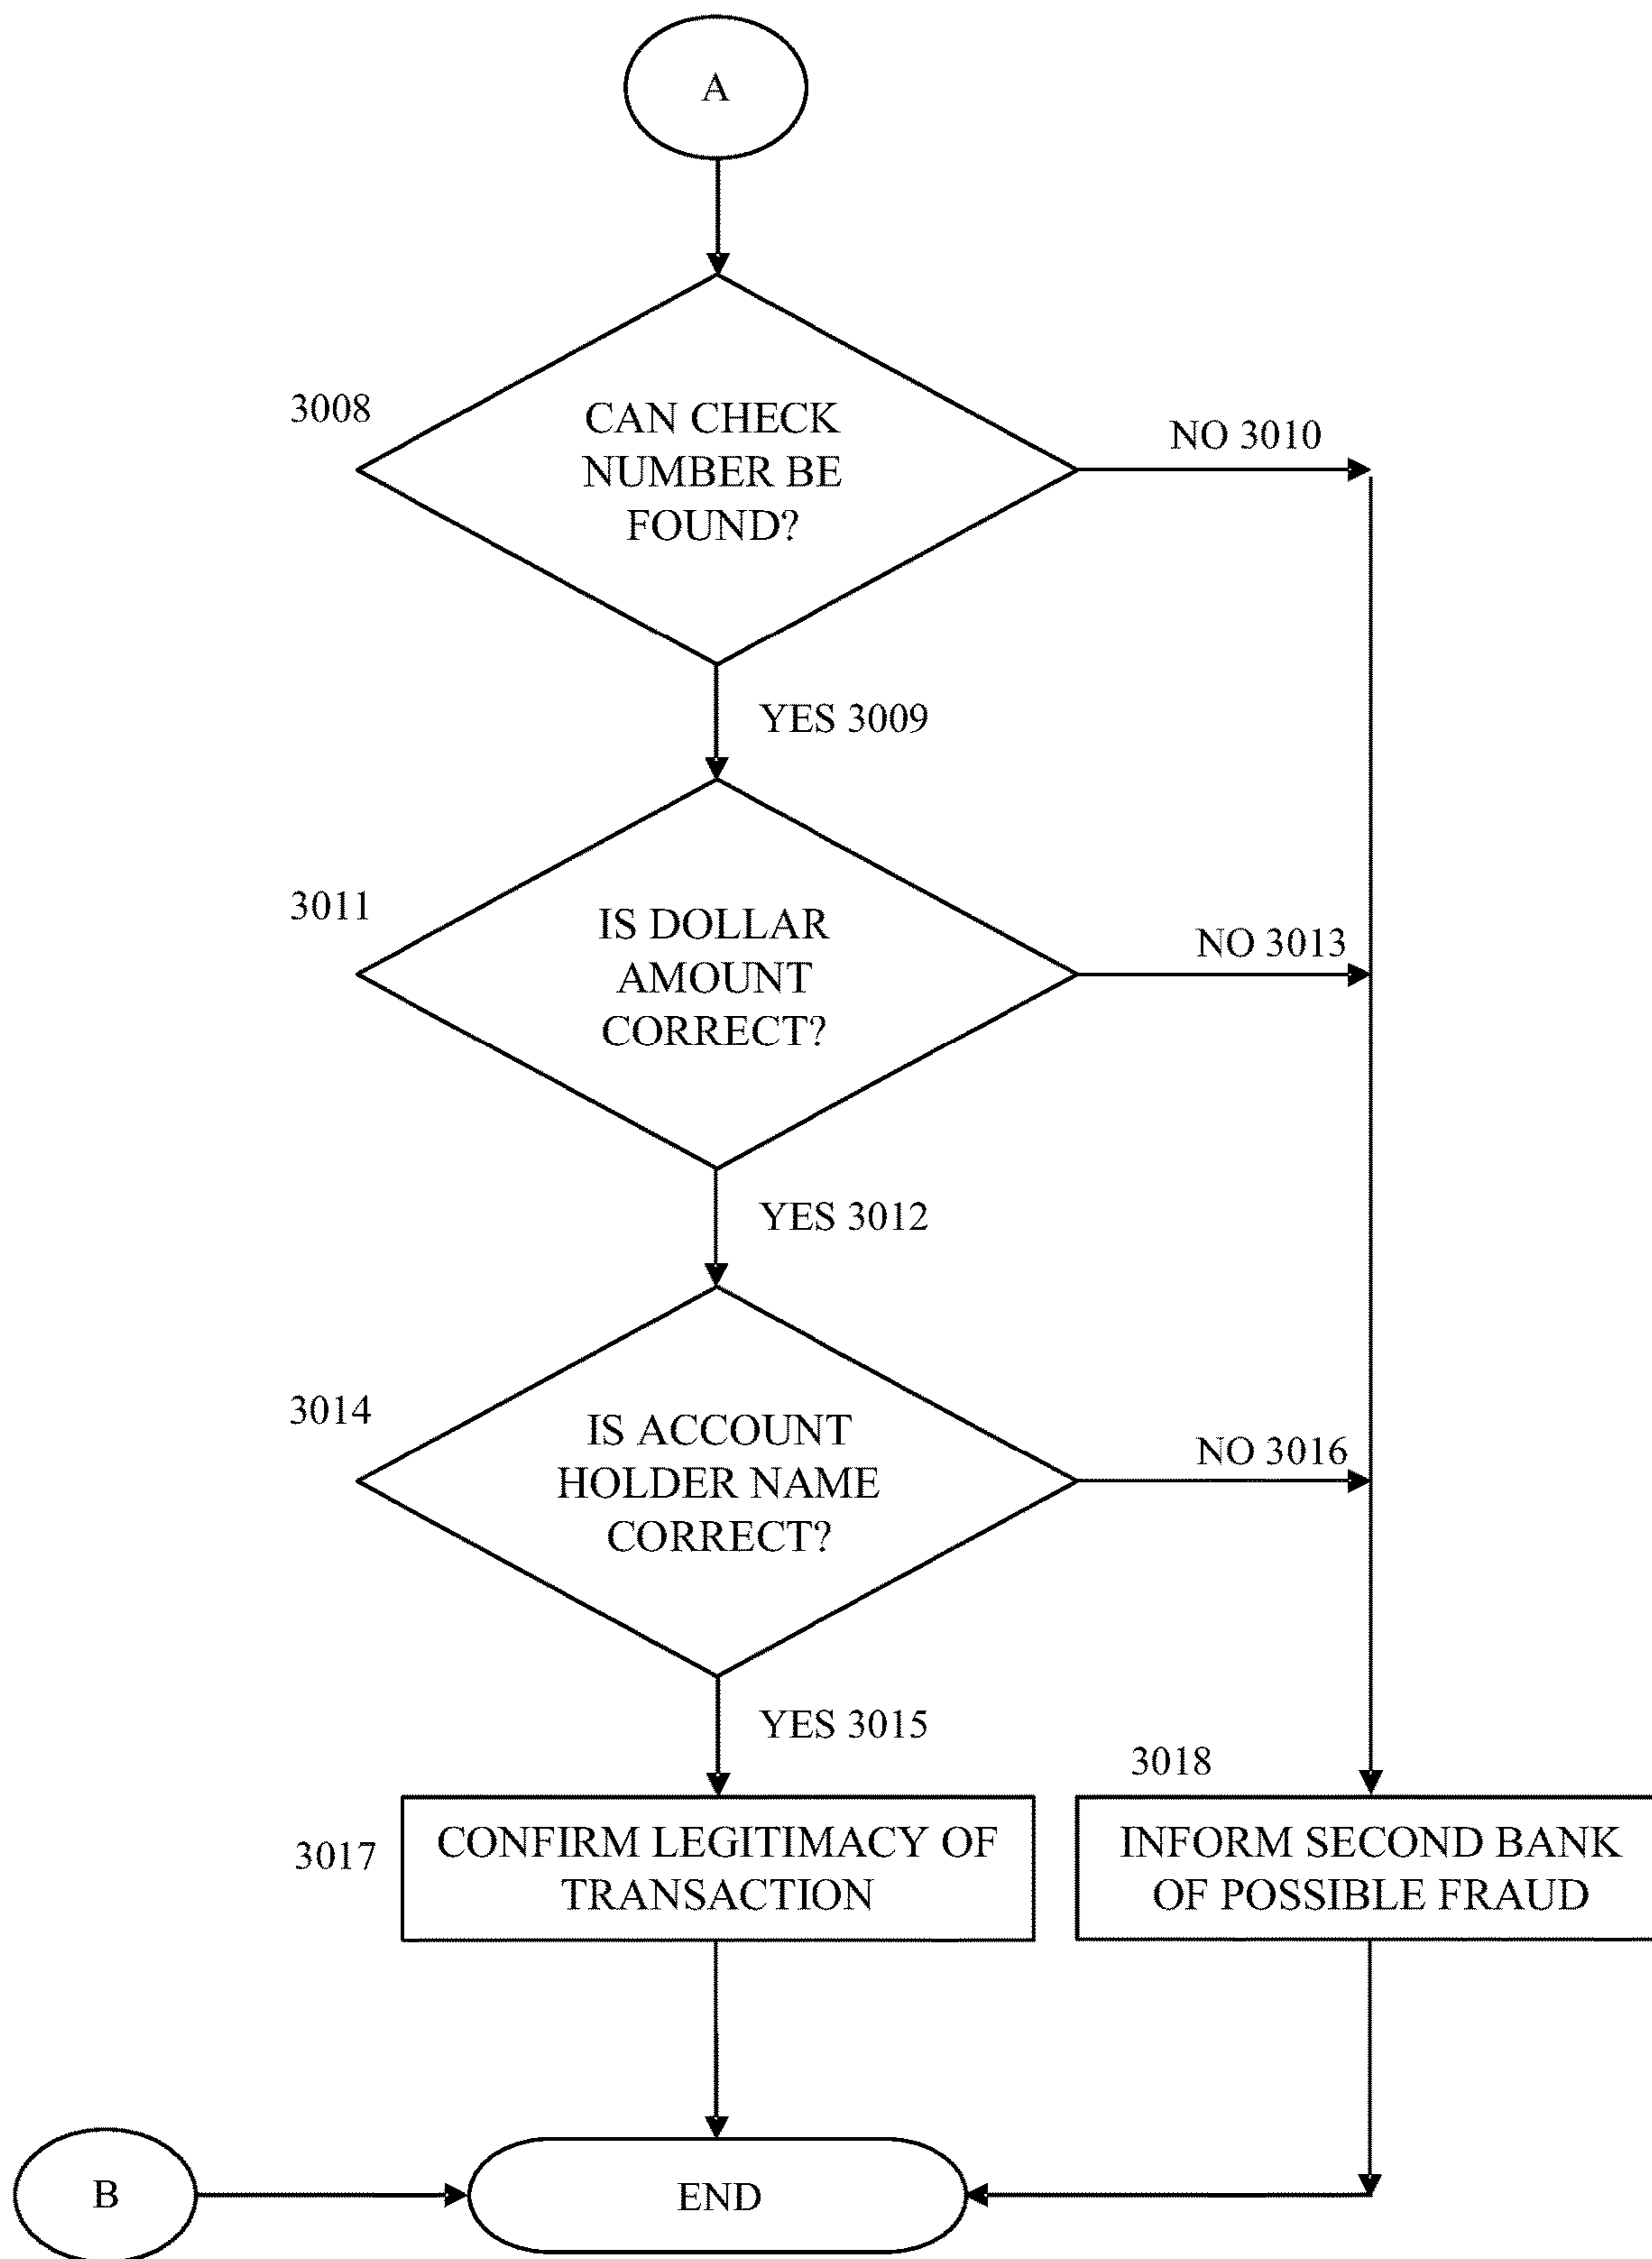 A
3008
CAN CHECK
NUMBER BE
FOUND?
NO 3010
YES 3009
3011
IS DOLLAR
AMOUNT
CORRECT?
NO 3013
YES 3012
3014
IS ACCOUNT
HOLDER NAME
CORRECT?
NO 3016
YES 3015
3017
CONFIRM LEGITIMACY OF
TRANSACTION
3018
INFORM SECOND BANK
OF POSSIBLE FRAUD
B
END